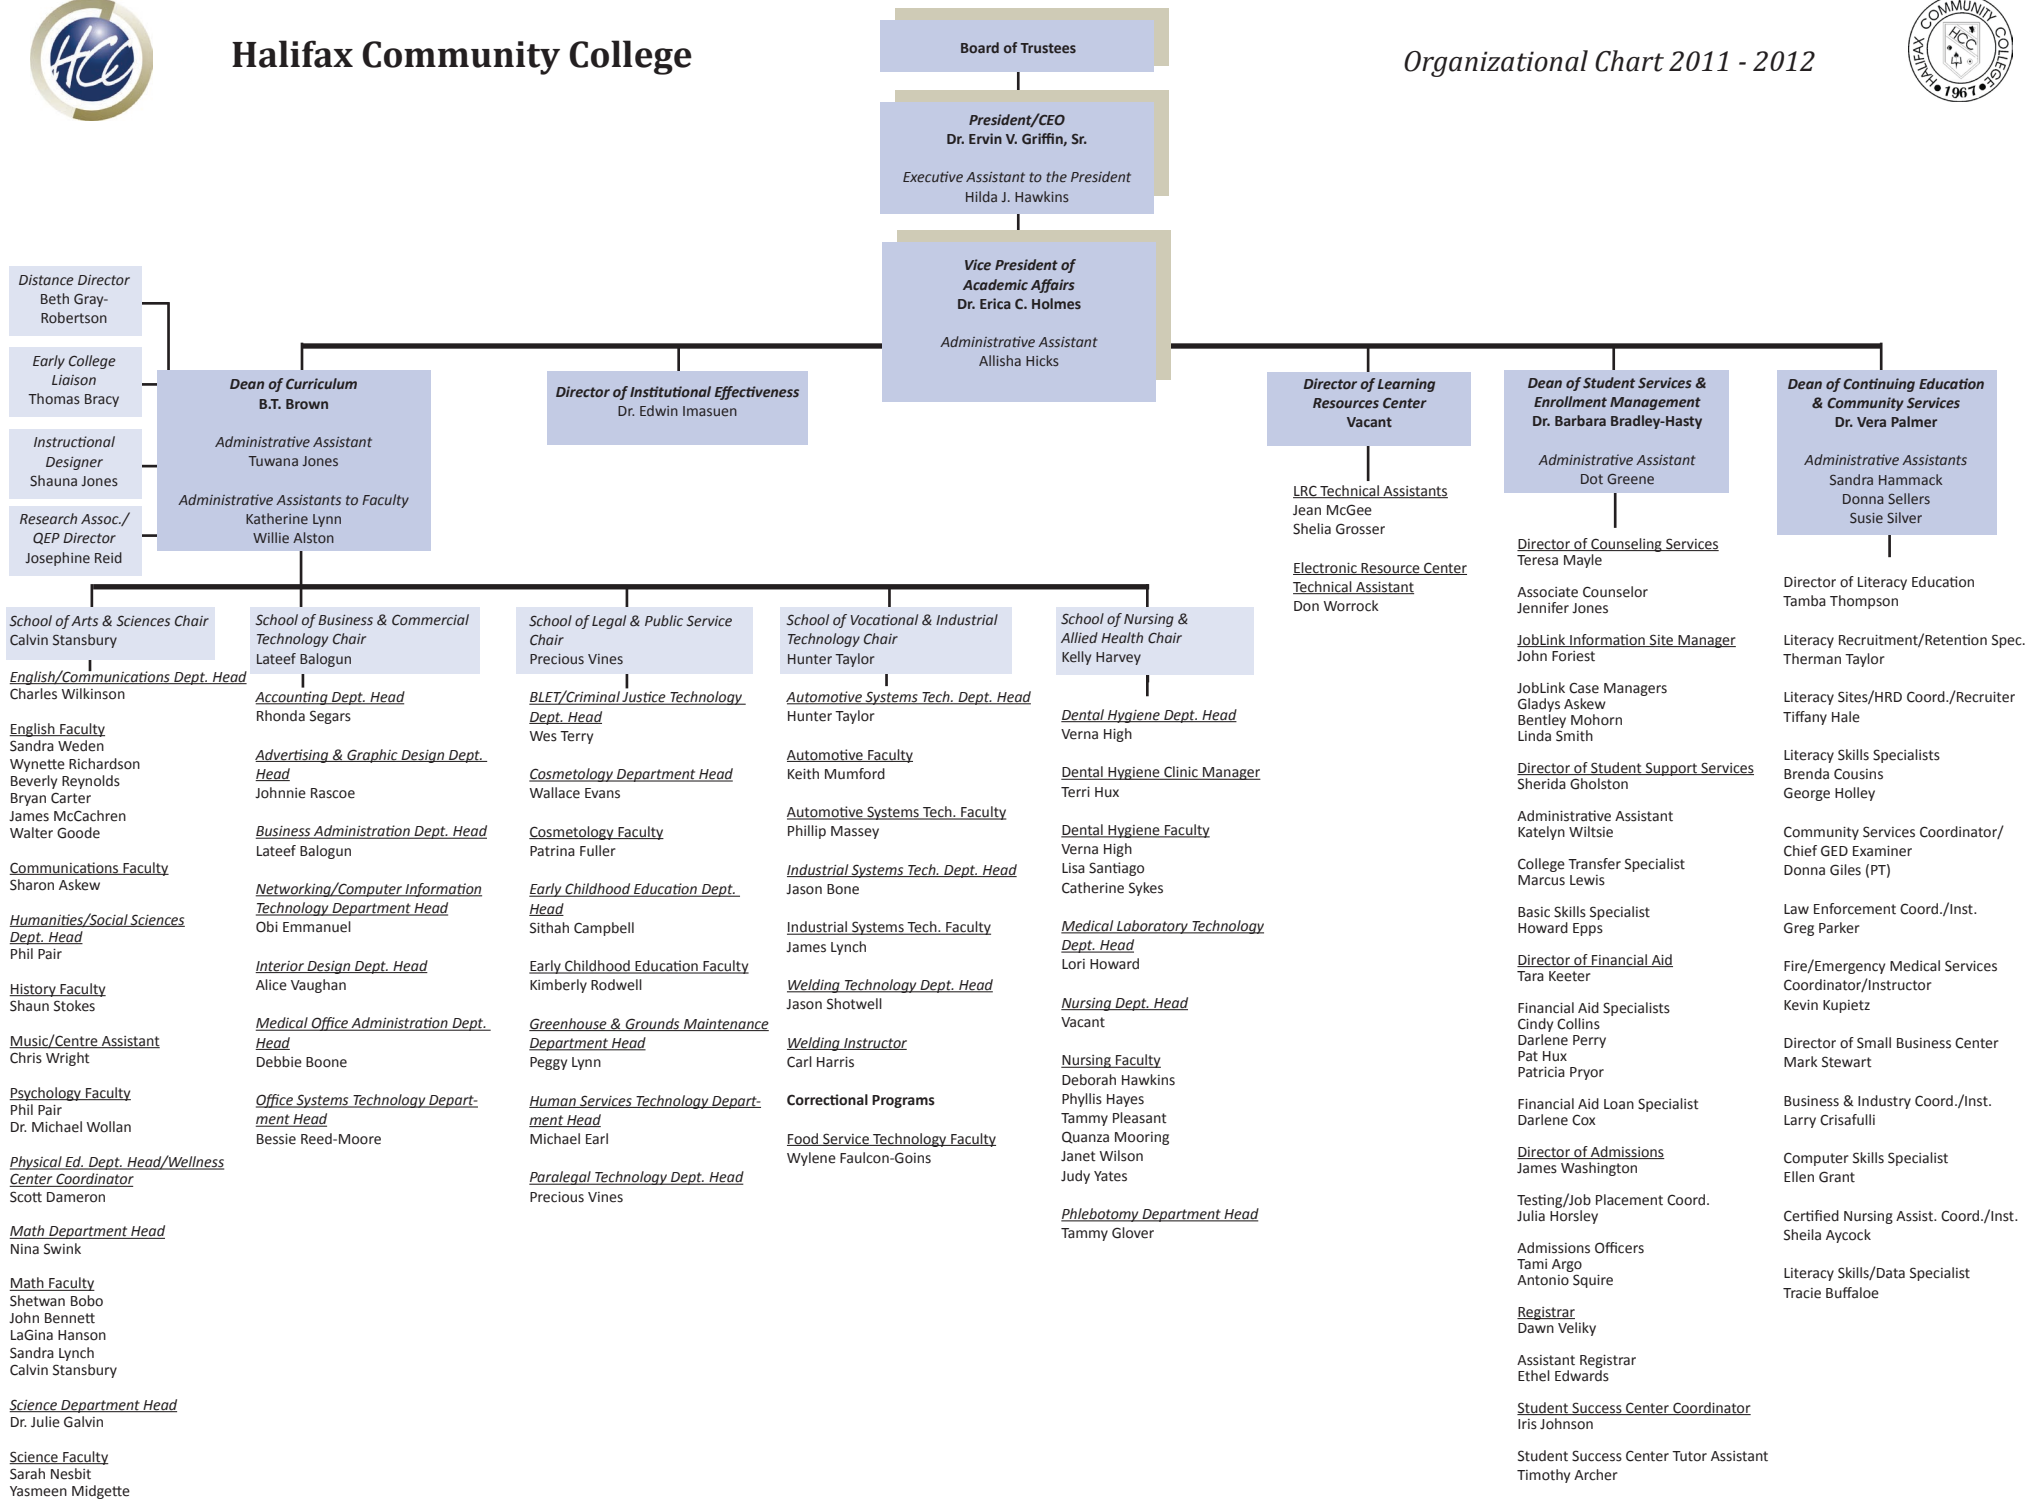 HCC
Halifax Community College
Organizational Chart 2011 - 2012
HALIFAX COMMUNITY COLLEGE
HCC
• 1967 •
Board of Trustees
President/CEO
Dr. Ervin V. Griffin, Sr.
Executive Assistant to the President
Hilda J. Hawkins
Vice President of
Academic Affairs
Dr. Erica C. Holmes
Administrative Assistant
Allisha Hicks
Distance Director
Beth Gray-
Robertson
Early College
Liaison
Thomas Bracy
Instructional
Designer
Shauna Jones
Research Assoc./
QEP Director
Josephine Reid
Dean of Curriculum
B.T. Brown
Administrative Assistant
Tuwana Jones
Administrative Assistants to Faculty
Katherine Lynn
Willie Alston
Director of Institutional Effectiveness
Dr. Edwin Imasuen
Director of Learning
Resources Center
Vacant
LRC Technical Assistants
Jean McGee
Shelia Grosser
Electronic Resource Center
Technical Assistant
Don Worrock
Dean of Student Services &
Enrollment Management
Dr. Barbara Bradley-Hasty
Administrative Assistant
Dot Greene
Director of Counseling Services
Teresa Mayle
Associate Counselor
Jennifer Jones
JobLink Information Site Manager
John Foriest
JobLink Case Managers
Gladys Askew
Bentley Mohorn
Linda Smith
Director of Student Support Services
Sherida Gholston
Administrative Assistant
Katelyn Wiltsie
College Transfer Specialist
Marcus Lewis
Basic Skills Specialist
Howard Epps
Director of Financial Aid
Tara Keeter
Financial Aid Specialists
Cindy Collins
Darlene Perry
Pat Hux
Patricia Pryor
Financial Aid Loan Specialist
Darlene Cox
Director of Admissions
James Washington
Testing/Job Placement Coord.
Julia Horsley
Admissions Officers
Tami Argo
Antonio Squire
Registrar
Dawn Veliky
Assistant Registrar
Ethel Edwards
Student Success Center Coordinator
Iris Johnson
Student Success Center Tutor Assistant
Timothy Archer
Dean of Continuing Education
& Community Services
Dr. Vera Palmer
Administrative Assistants
Sandra Hammack
Donna Sellers
Susie Silver
Director of Literacy Education
Tamba Thompson
Literacy Recruitment/Retention Spec.
Therman Taylor
Literacy Sites/HRD Coord./Recruiter
Tiffany Hale
Literacy Skills Specialists
Brenda Cousins
George Holley
Community Services Coordinator/
Chief GED Examiner
Donna Giles (PT)
Law Enforcement Coord./Inst.
Greg Parker
Fire/Emergency Medical Services
Coordinator/Instructor
Kevin Kupietz
Director of Small Business Center
Mark Stewart
Business & Industry Coord./Inst.
Larry Crisafulli
Computer Skills Specialist
Ellen Grant
Certified Nursing Assist. Coord./Inst.
Sheila Aycock
Literacy Skills/Data Specialist
Tracie Buffaloe
School of Arts & Sciences Chair
Calvin Stansbury
English/Communications Dept. Head
Charles Wilkinson
English Faculty
Sandra Weden
Wynette Richardson
Beverly Reynolds
Bryan Carter
James McCachren
Walter Goode
Communications Faculty
Sharon Askew
Humanities/Social Sciences
Dept. Head
Phil Pair
History Faculty
Shaun Stokes
Music/Centre Assistant
Chris Wright
Psychology Faculty
Phil Pair
Dr. Michael Wollan
Physical Ed. Dept. Head/Wellness
Center Coordinator
Scott Dameron
Math Department Head
Nina Swink
Math Faculty
Shetwan Bobo
John Bennett
LaGina Hanson
Sandra Lynch
Calvin Stansbury
Science Department Head
Dr. Julie Galvin
Science Faculty
Sarah Nesbit
Yasmeen Midgette
School of Business & Commercial
Technology Chair
Lateef Balogun
Accounting Dept. Head
Rhonda Segars
Advertising & Graphic Design Dept.
Head
Johnnie Rascoe
Business Administration Dept. Head
Lateef Balogun
Networking/Computer Information
Technology Department Head
Obi Emmanuel
Interior Design Dept. Head
Alice Vaughan
Medical Office Administration Dept.
Head
Debbie Boone
Office Systems Technology Depart-
ment Head
Bessie Reed-Moore
School of Legal & Public Service
Chair
Precious Vines
BLET/Criminal Justice Technology
Dept. Head
Wes Terry
Cosmetology Department Head
Wallace Evans
Cosmetology Faculty
Patrina Fuller
Early Childhood Education Dept.
Head
Sithah Campbell
Early Childhood Education Faculty
Kimberly Rodwell
Greenhouse & Grounds Maintenance
Department Head
Peggy Lynn
Human Services Technology Depart-
ment Head
Michael Earl
Paralegal Technology Dept. Head
Precious Vines
School of Vocational & Industrial
Technology Chair
Hunter Taylor
Automotive Systems Tech. Dept. Head
Hunter Taylor
Automotive Faculty
Keith Mumford
Automotive Systems Tech. Faculty
Phillip Massey
Industrial Systems Tech. Dept. Head
Jason Bone
Industrial Systems Tech. Faculty
James Lynch
Welding Technology Dept. Head
Jason Shotwell
Welding Instructor
Carl Harris
Correctional Programs
Food Service Technology Faculty
Wylene Faulcon-Goins
School of Nursing &
Allied Health Chair
Kelly Harvey
Dental Hygiene Dept. Head
Verna High
Dental Hygiene Clinic Manager
Terri Hux
Dental Hygiene Faculty
Verna High
Lisa Santiago
Catherine Sykes
Medical Laboratory Technology
Dept. Head
Lori Howard
Nursing Dept. Head
Vacant
Nursing Faculty
Deborah Hawkins
Phyllis Hayes
Tammy Pleasant
Quanza Mooring
Janet Wilson
Judy Yates
Phlebotomy Department Head
Tammy Glover